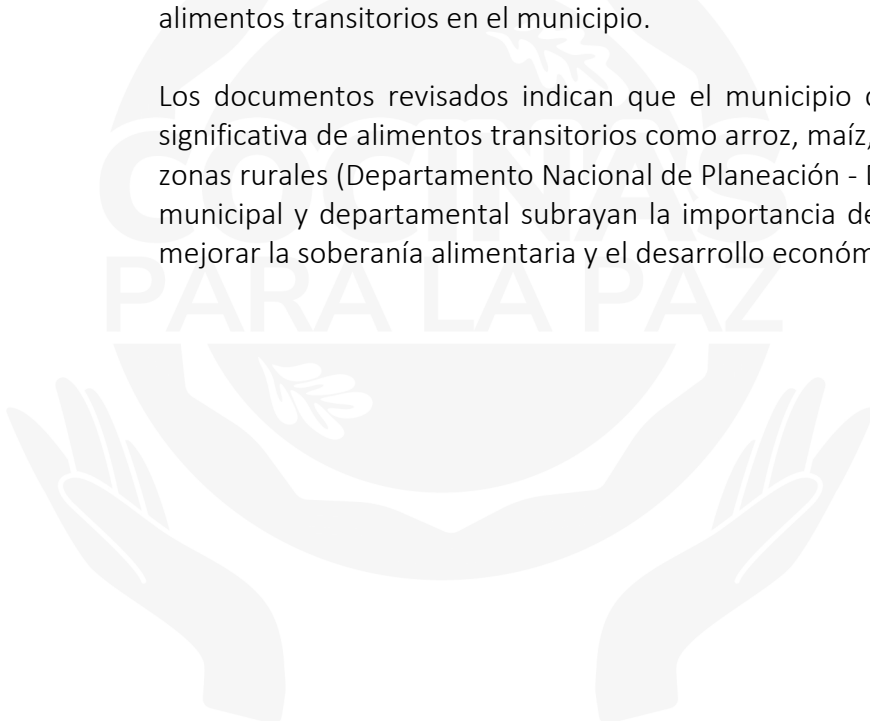 alimentos transitorios en el municipio.
Los documentos revisados indican que el municipio
significativa de alimentos transitorios como arroz, maíz,
zonas rurales (Departamento Nacional de Planeación -
municipal y departamental subrayan la importancia
mejorar la soberanía alimentaria y el desarrollo
COCINAS
PARA LA PAZ